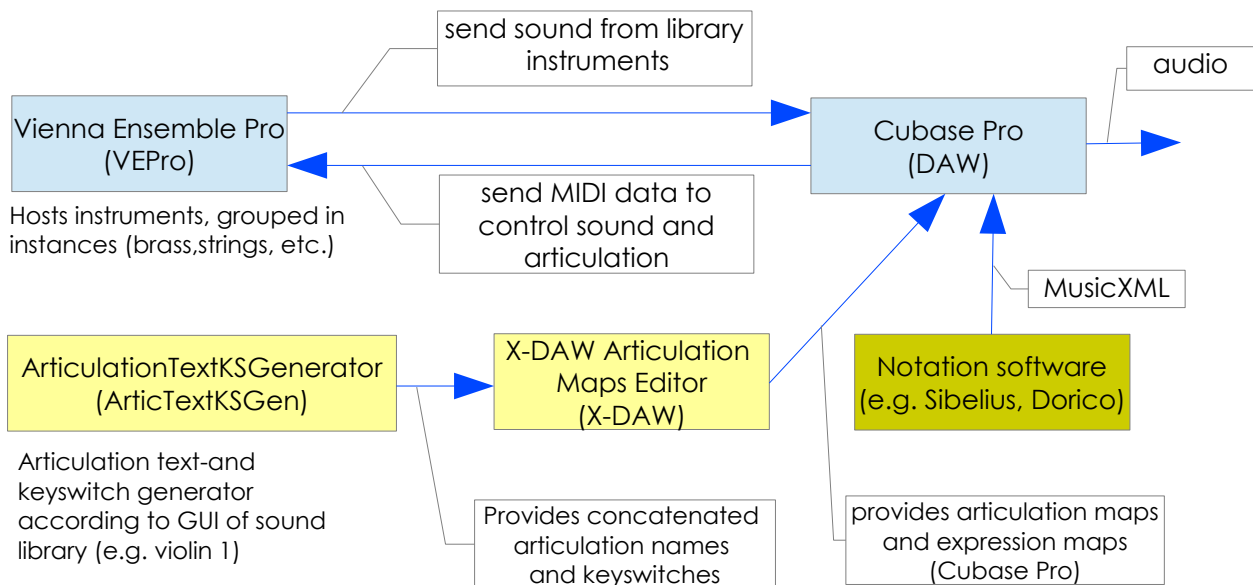 send sound from library
instruments
audio
Vienna Ensemble Pro
(VEPro)
Cubase Pro
(DAW)
Hosts instruments, grouped in
instances (brass,strings, etc.)
send MIDI data to
control sound and
articulation
MusicXML
ArticulationTextKSGenerator
(ArticTextKSGen)
X-DAW Articulation
Maps Editor
(X-DAW)
Notation software
(e.g. Sibelius, Dorico)
Articulation text-and
keyswitch generator
according to GUI of sound
library (e.g. violin 1)
Provides concatenated
articulation names
and keyswitches
provides articulation maps
and expression maps
(Cubase Pro)